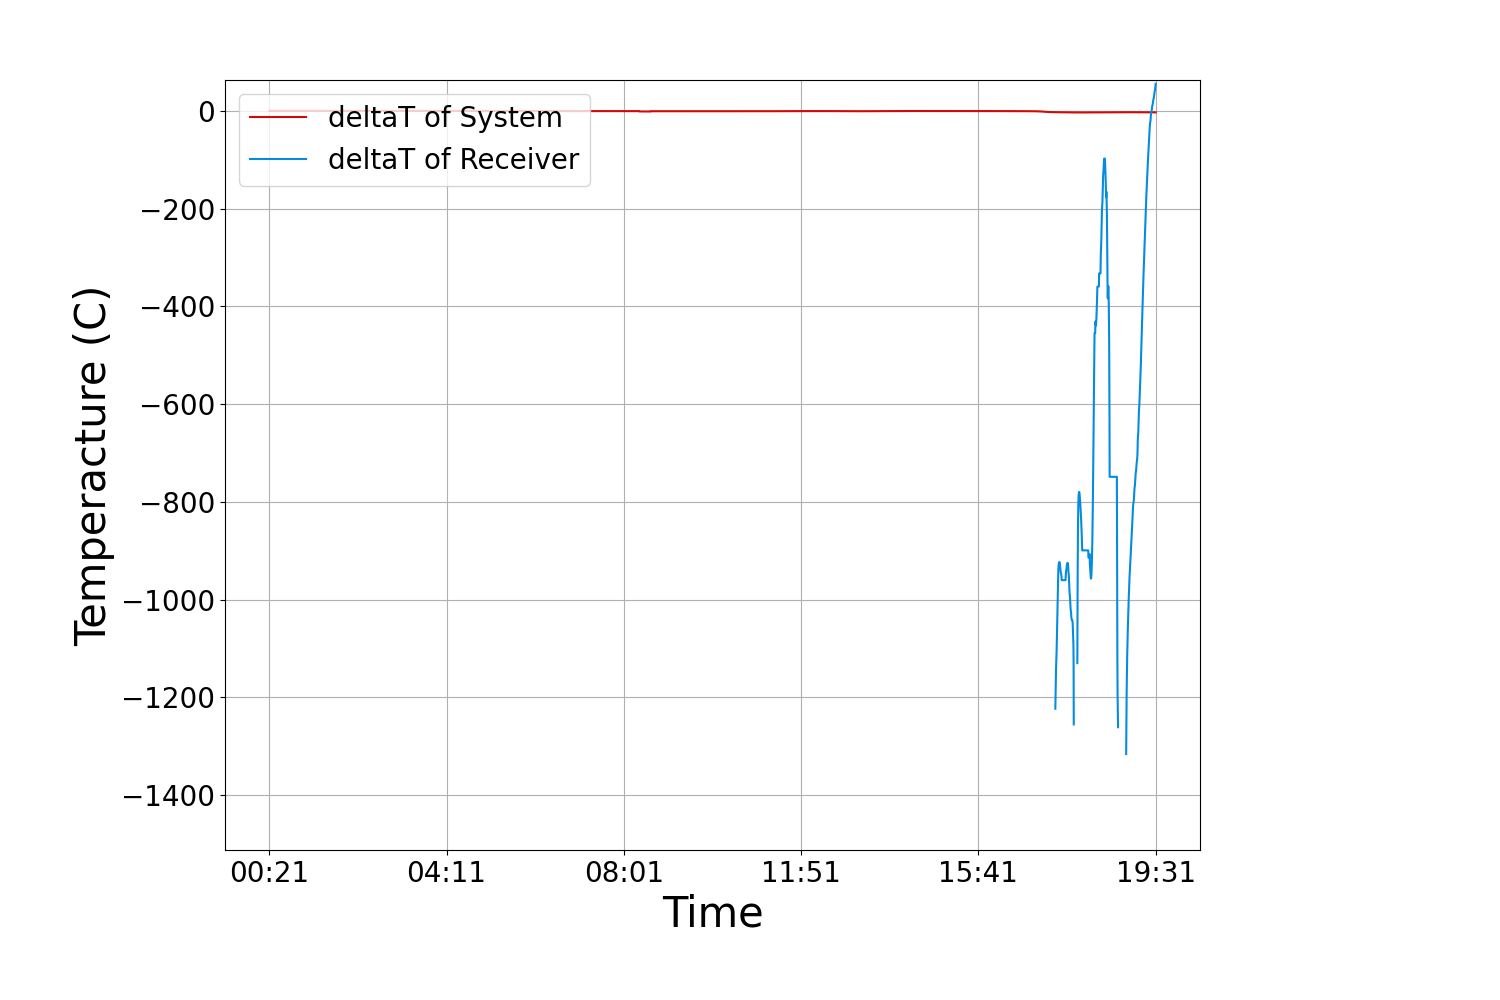 deltaT of System
deltaT of Receiver
0
−200
−400
−600
−800
−1000
−1200
−1400
Temperacture (C)
00:21 04:11 08:01 11:51 15:41 19:31
Time